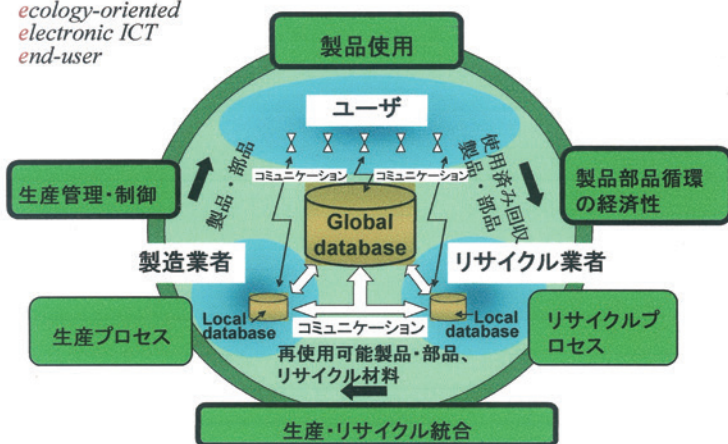 ecology-oriented
electronic ICT
end-user
製品使用
ユーザ
コミュニケーション
コミュニケーション
製品・部品
使用済み回収
製品・部品
生産管理・制御
製品部品循環
の経済性
Global
database
製造業者
リサイクル業者
Local
database
Local
database
コミュニケーション
生産プロセス
リサイクルプ
ロセス
再使用可能製品・部品、
リサイクル材料
生産・リサイクル統合